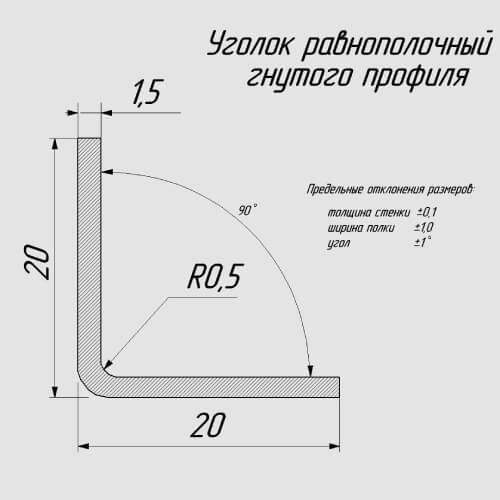 Уголок равнополочный
гнутого профиля
1,5
Предельные отклонения размеров:
90°
толщина стенки ±0,1
ширина полки ±1,0
угол ±1°
20
R0,5
20